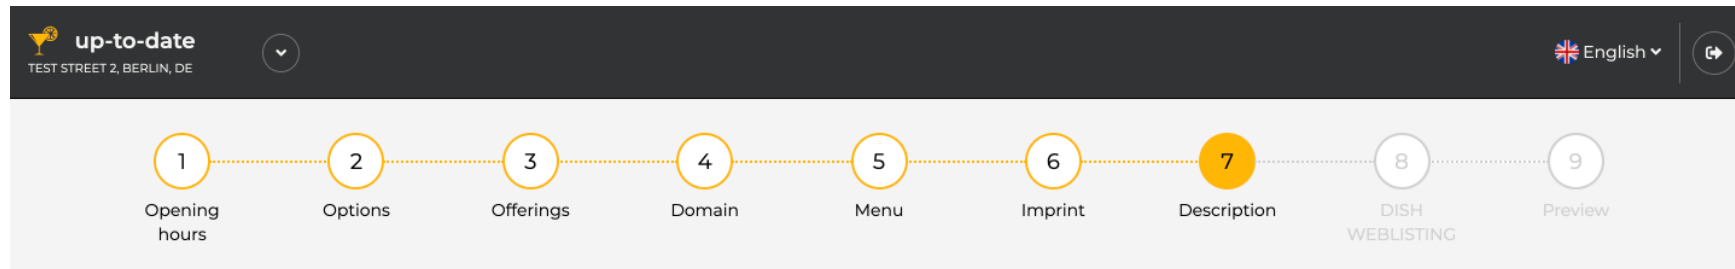 up-to-date
TEST STREET 2, BERLIN, DE
English
1
2
3
4
5
6
7
8
9
Opening
hours
Options
Offerings
Domain
Menu
Imprint
Description
DISH
WEBLISTING
Preview